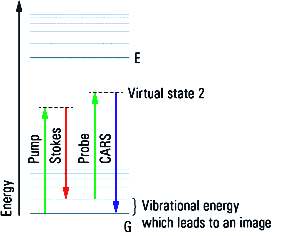 E
Virtual state 2
Pump
Stokes
Probe
CARS
Energy
Vibrational energy
which leads to an image
G